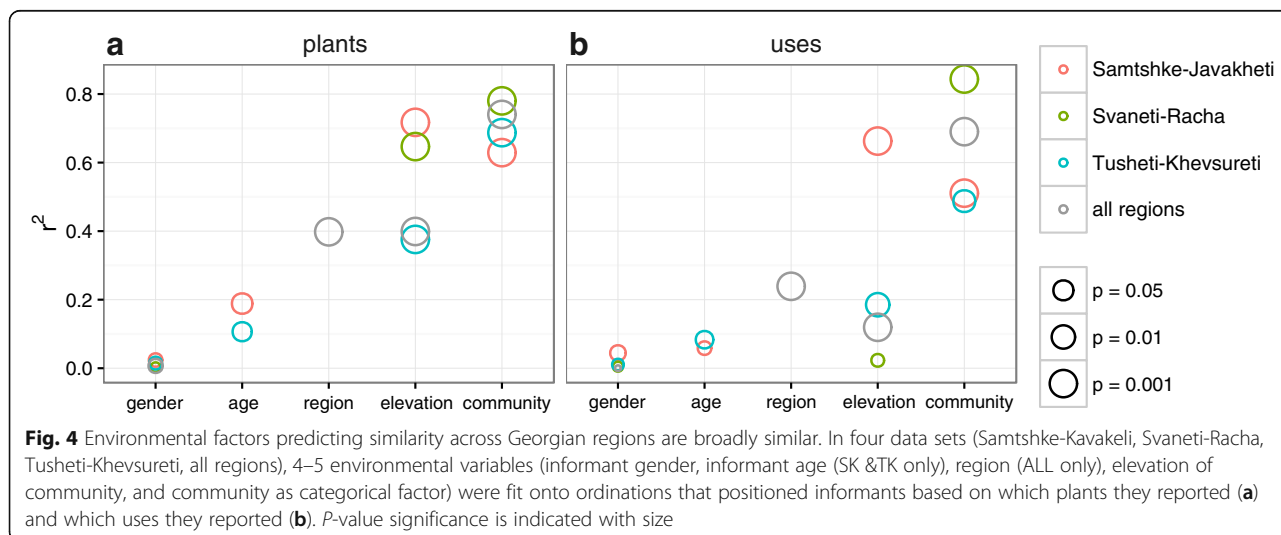 a plants
b uses
r²
0.8
0.6
0.4
0.2
0.0
gender age region elevation community
gender age region elevation community
Samtshke-Javakheti
Svaneti-Racha
Tusheti-Khevsureti
all regions
p = 0.05
p = 0.01
p = 0.001
Fig. 4 Environmental factors predicting similarity across Georgian regions are broadly similar. In four data sets (Samtshke-Kavakeli, Svaneti-Racha,
Tusheti-Khevsureti, all regions), 4–5 environmental variables (informant gender, informant age (SK &TK only), region (ALL only), elevation of
community, and community as categorical factor) were fit onto ordinations that positioned informants based on which plants they reported (a)
and which uses they reported (b). P-value significance is indicated with size